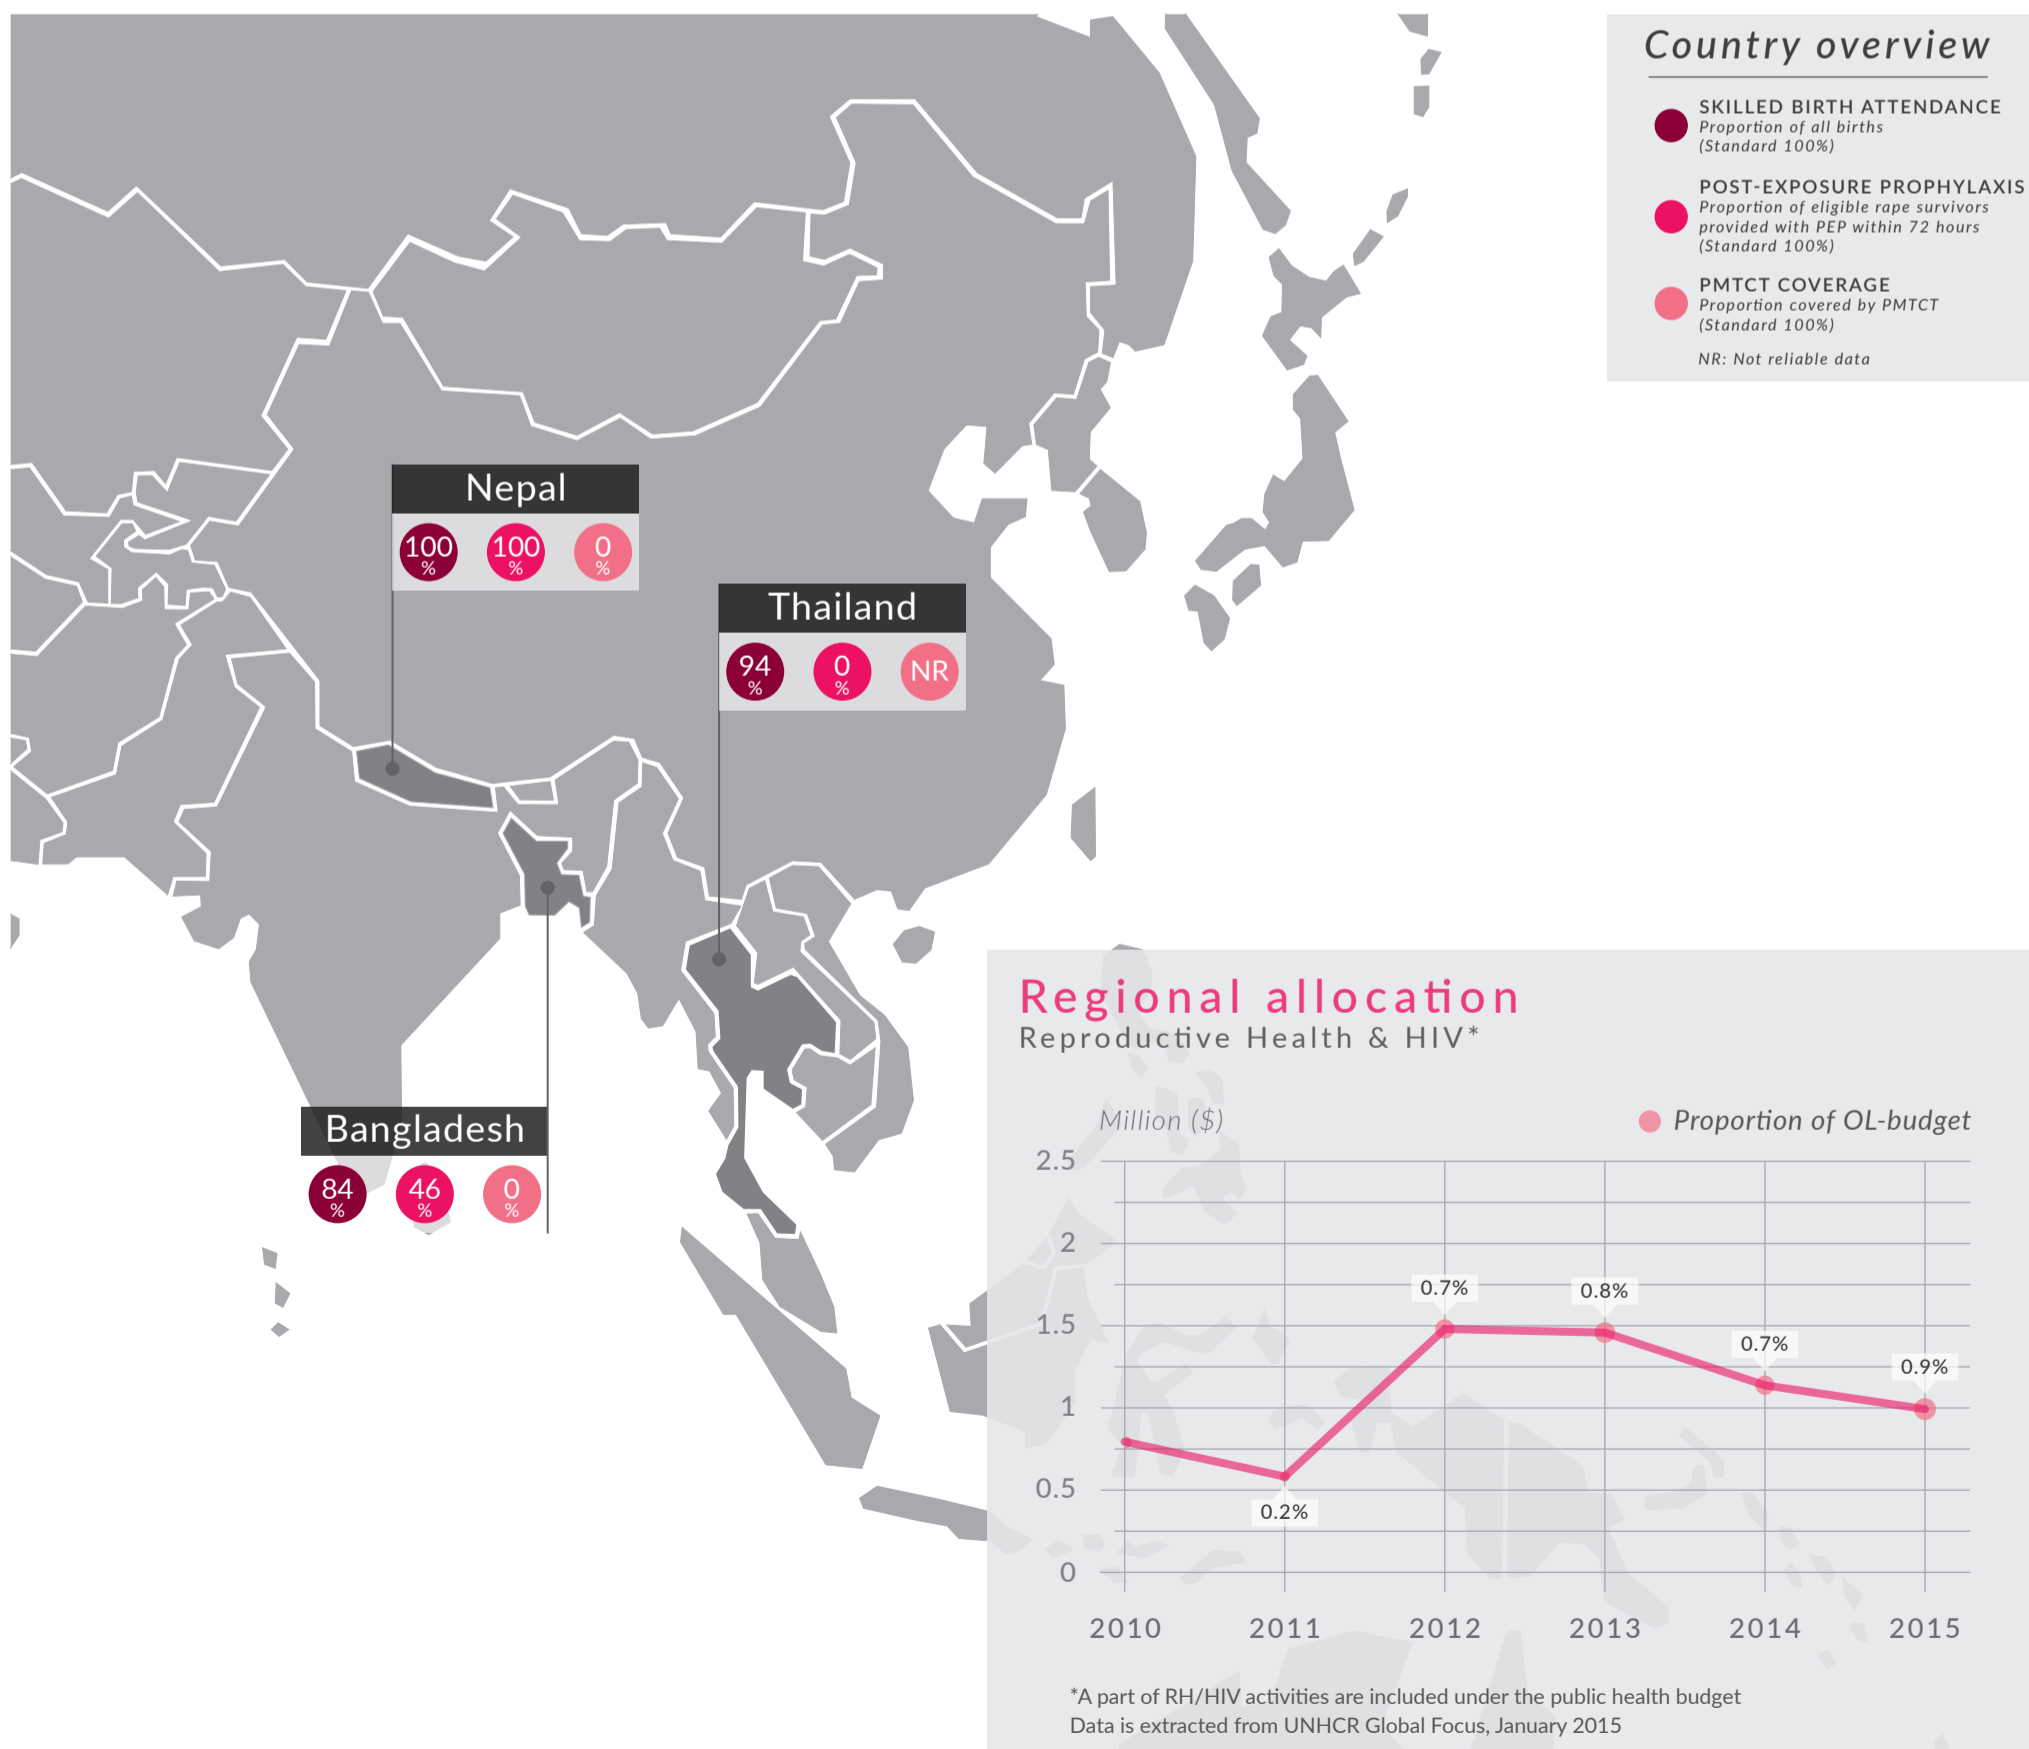 Country overview
SKILLED BIRTH ATTENDANCE
Proportion of all births
(Standard 100%)
POST-EXPOSURE PROPHYLAXIS
Proportion of eligible rape survivors
provided with PEP within 72 hours
(Standard 100%)
PMTCT COVERAGE
Proportion covered by PMTCT
(Standard 100%)
NR: Not reliable data
Nepal
100 % 100 % 0 %
Thailand
94 % 0 % NR
Bangladesh
84 % 46 % 0 %
Regional allocation
Reproductive Health & HIV*
Million ($)
Proportion of OL-budget
2.5
2
1.5
1
0.5
0
0.2%
0.7%
0.8%
0.7%
0.9%
2010 2011 2012 2013 2014 2015
*A part of RH/HIV activities are included under the public health budget
Data is extracted from UNHCR Global Focus, January 2015